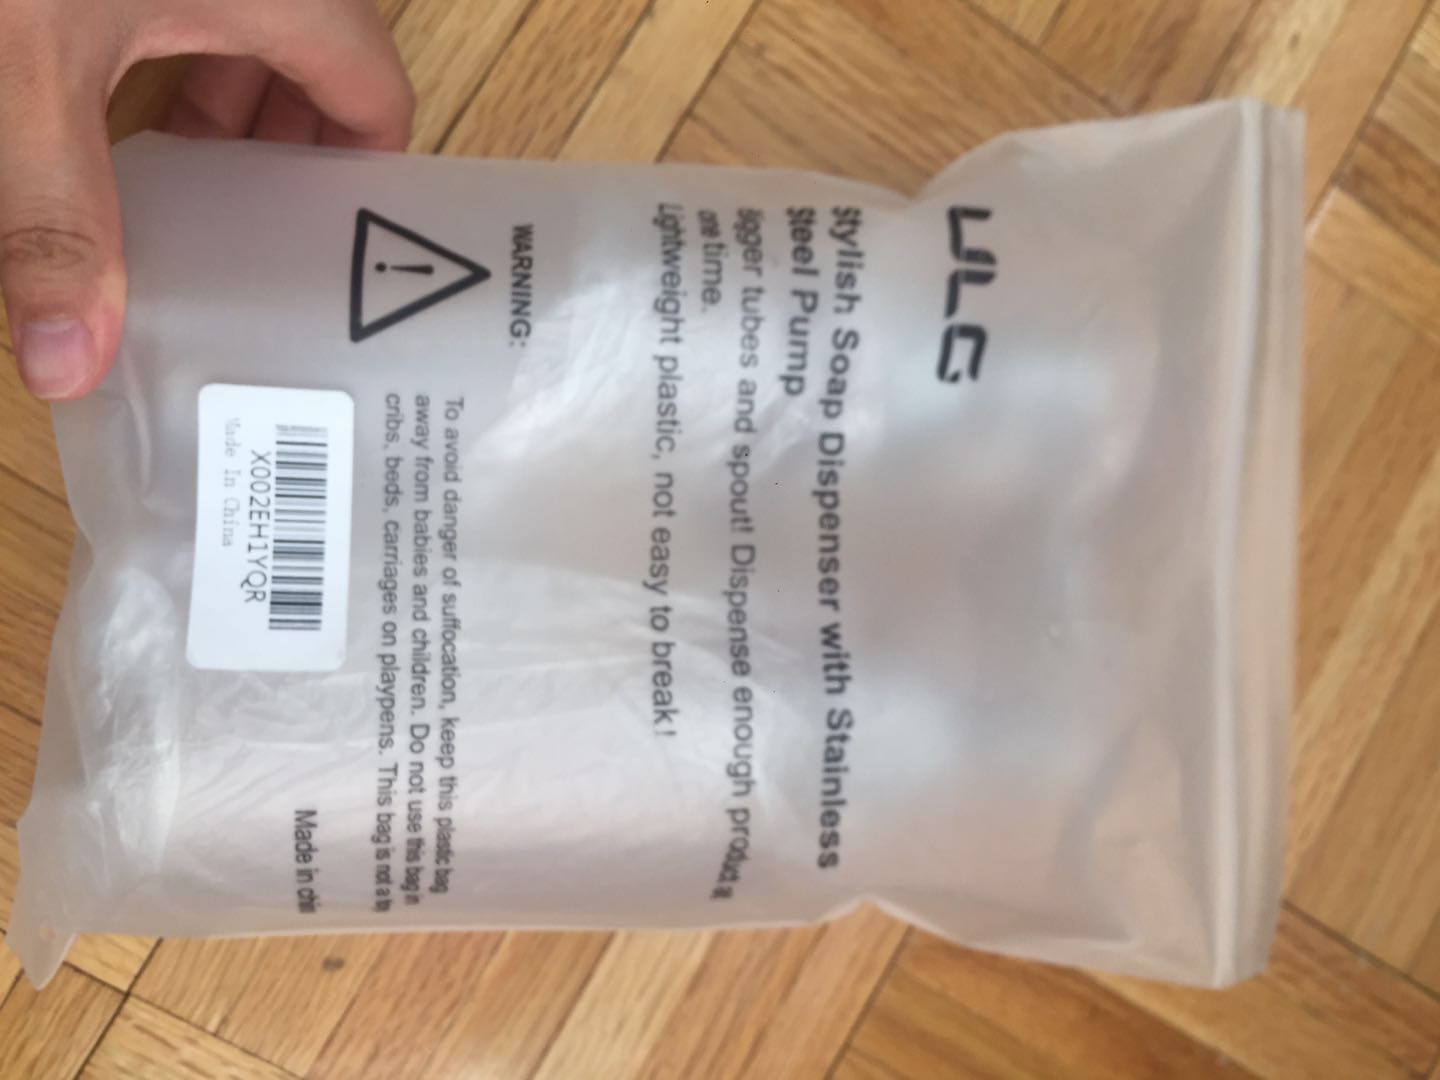 ULG
Stylish Soap Dispenser with Stainless
Steel Pump
Bigger tubes and spout! Dispense enough product at
one time.
Lightweight plastic, not easy to break!
WARNING:
!
To avoid danger of suffocation, keep this plastic bag
away from babies and children. Do not use this bag in
cribs, beds, carriages on playpens. This bag is not a
X002EH1YQR
Made In China
Made in